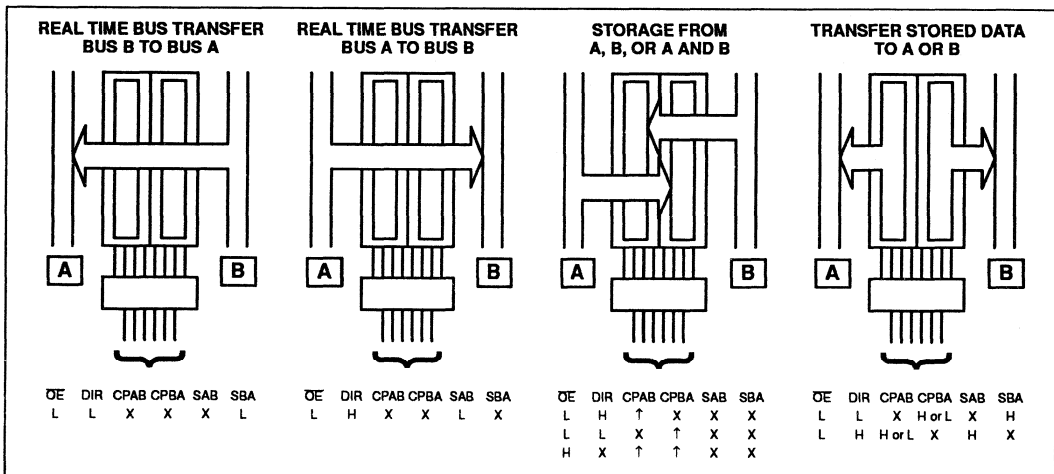 REAL TIME BUS TRANSFER
BUS B TO BUS A
A
B
OE DIR CPAB CPBA SAB SBA
L L X X X L
REAL TIME BUS TRANSFER
BUS A TO BUS B
A
B
OE DIR CPAB CPBA SAB SBA
L H X X L X
STORAGE FROM
A, B, OR A AND B
A
B
OE DIR CPAB CPBA SAB SBA
L H ↑ X X X
L L X ↑ X X
H X ↑ ↑ X X
TRANSFER STORED DATA
TO A OR B
A
B
OE DIR CPAB CPBA SAB SBA
L L X H or L X H
L H H or L X H X